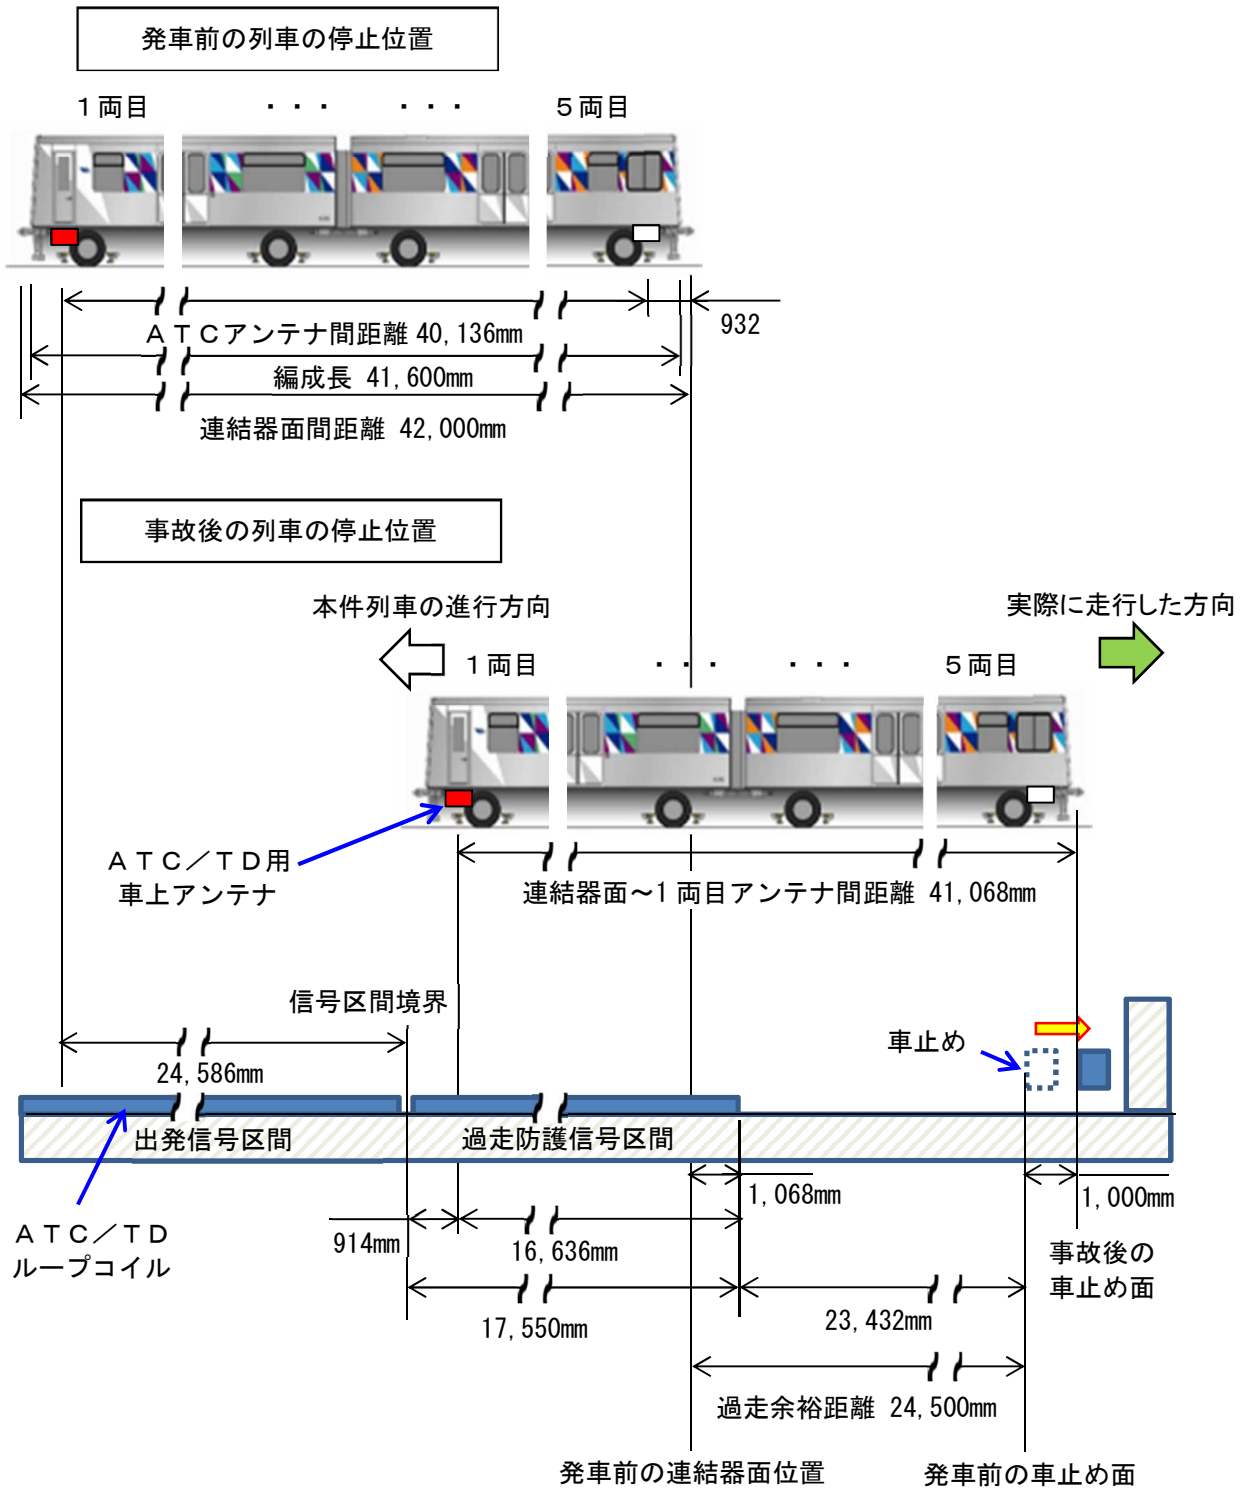 発車前の列車の停止位置
1両目 ・・・ ・・・ 5両目
932
ATCアンテナ間距離 40,136mm
編成長 41,600mm
連結器面間距離 42,000mm
事故後の列車の停止位置
本件列車の進行方向
実際に走行した方向
1両目 ・・・ ・・・ 5両目
ATC/TD用
車上アンテナ
連結器面~1両目アンテナ間距離 41,068mm
信号区間境界
車止め
24,586mm
出発信号区間
過走防護信号区間
1,068mm
1,000mm
ATC/TD
ループコイル
914mm
16,636mm
事故後の
車止め面
17,550mm
23,432mm
過走余裕距離 24,500mm
発車前の連結器面位置
発車前の車止め面